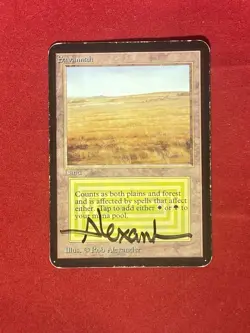 Savannah
Land
Counts as both plains and forest
and is affected by spells that affect
either. Tap to add either or to
your mana pool.
Illus. © Rob Alexander